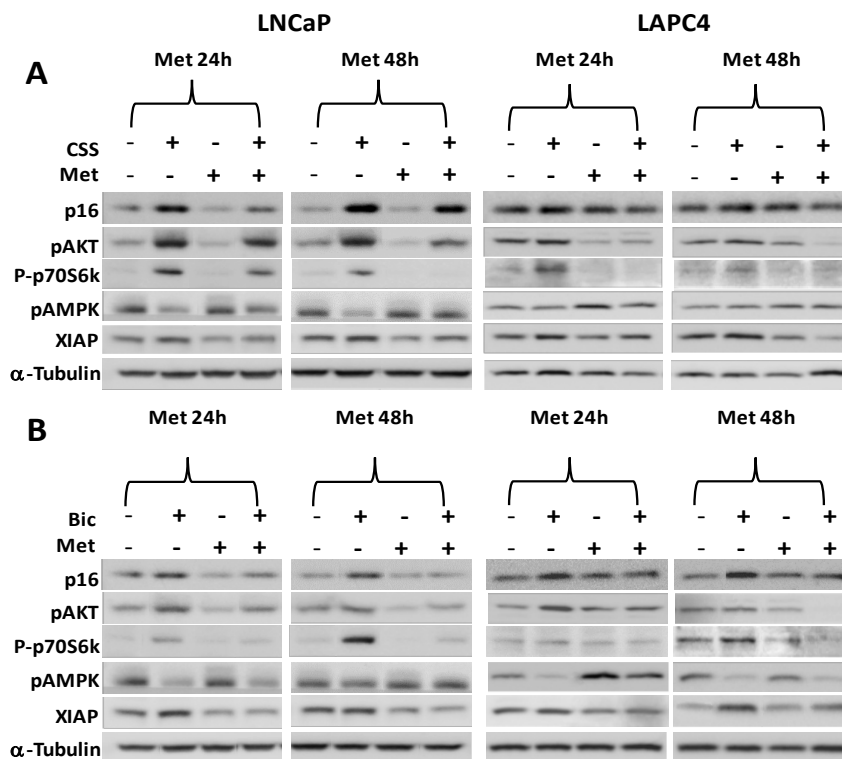 LNCaP LAPC4
A Met 24h Met 48h Met 24h Met 48h
CSS - + - + - + - + - + - + - + - +
Met - - + + - - + + - - + + - - + +
p16
pAKT
P-p70S6k
pAMPK
XIAP
α-Tubulin
B Met 24h Met 48h Met 24h Met 48h
Bic - + - + - + - + - + - + - + - +
Met - - + + - - + + - - + + - - + +
p16
pAKT
P-p70S6k
pAMPK
XIAP
α-Tubulin